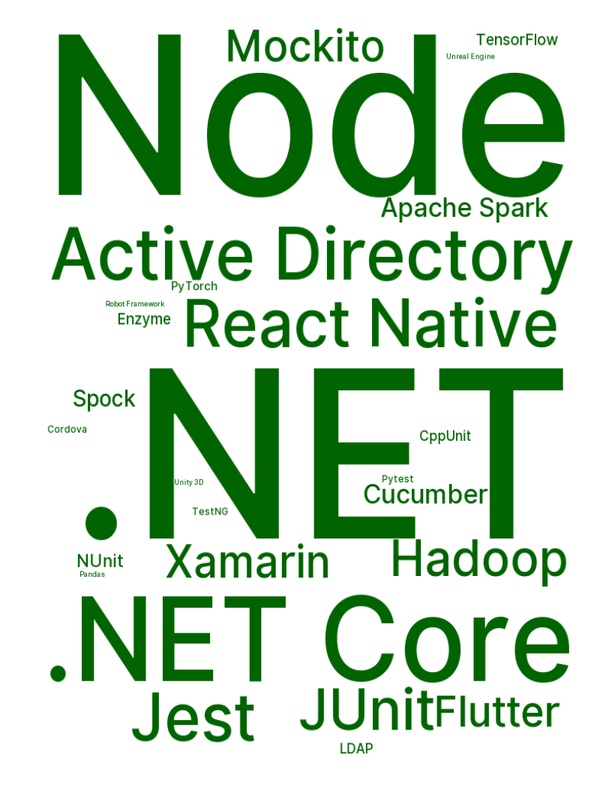 Mockito
TensorFlow
Unreal Engine
Node
Apache Spark
Active Directory
PyTorch
Robot Framework
Enzyme
React Native
Spock
Cordova
.NET
CppUnit
Unity 3D
Pytest
Cucumber
TestNG
NUnit
Pandas
Xamarin
Hadoop
.NET Core
Jest
JUnit
Flutter
LDAP